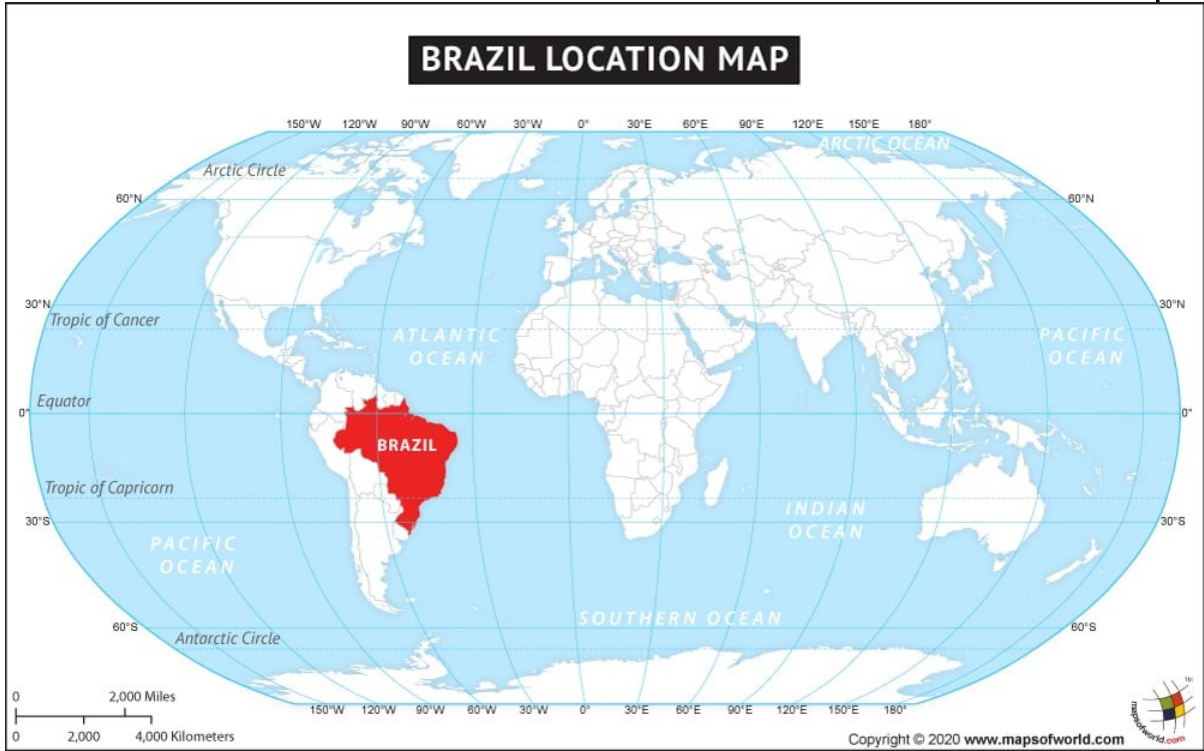 BRAZIL LOCATION MAP
150°W 120°W 90°W 60°W 30°W 0° 30°E 60°E 90°E 120°E 150°E 180°
ARCTIC OCEAN
Arctic Circle
60°N 60°N
30°N 30°N
Tropic of Cancer
ATLANTIC
OCEAN
PACIFIC
OCEAN
Equator
0° 0°
BRAZIL
Tropic of Capricorn
INDIAN
OCEAN
30°S 30°S
PACIFIC
OCEAN
SOUTHERN OCEAN
60°S 60°S
Antarctic Circle
150°W 120°W 90°W 60°W 30°W 0° 30°E 60°E 90°E 120°E 150°E 180°
0 2,000 Miles
0 2,000 4,000 Kilometers
TM
mapsofworld.com
Copyright © 2020 www.mapsofworld.com